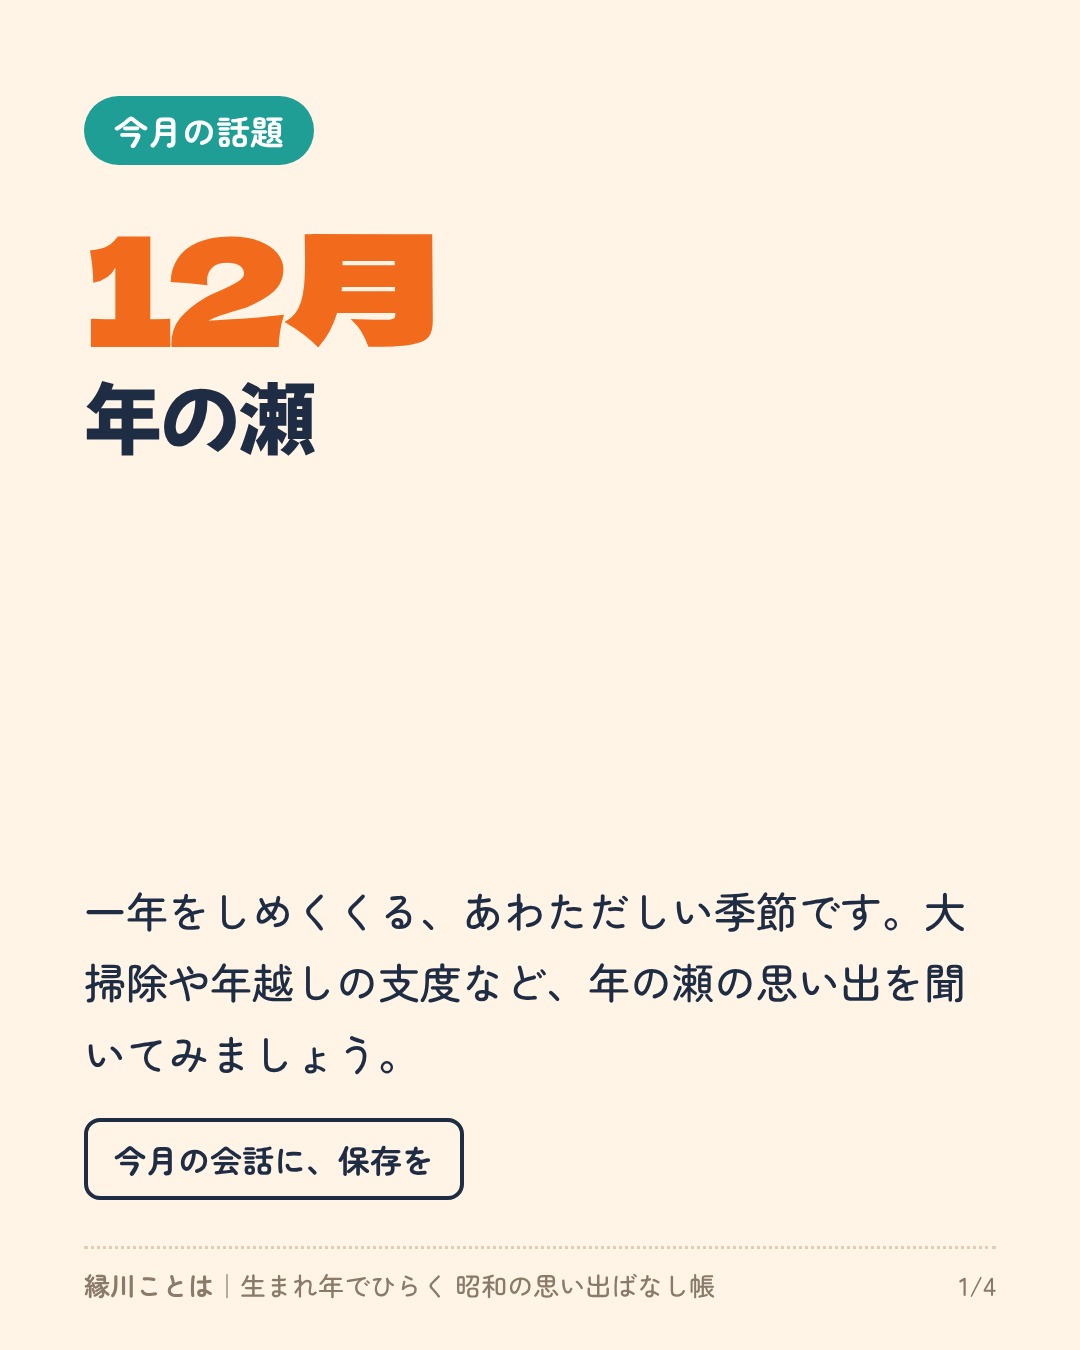 今月の話題
12月
年の瀬
一年をしめくくる、あわただしい季節です。大
掃除や年越しの支度など、年の瀬の思い出を聞
いてみましょう。
今月の会話に、保存を
縁川ことは｜生まれ年でひらく 昭和の思い出ばなし帳
1/4